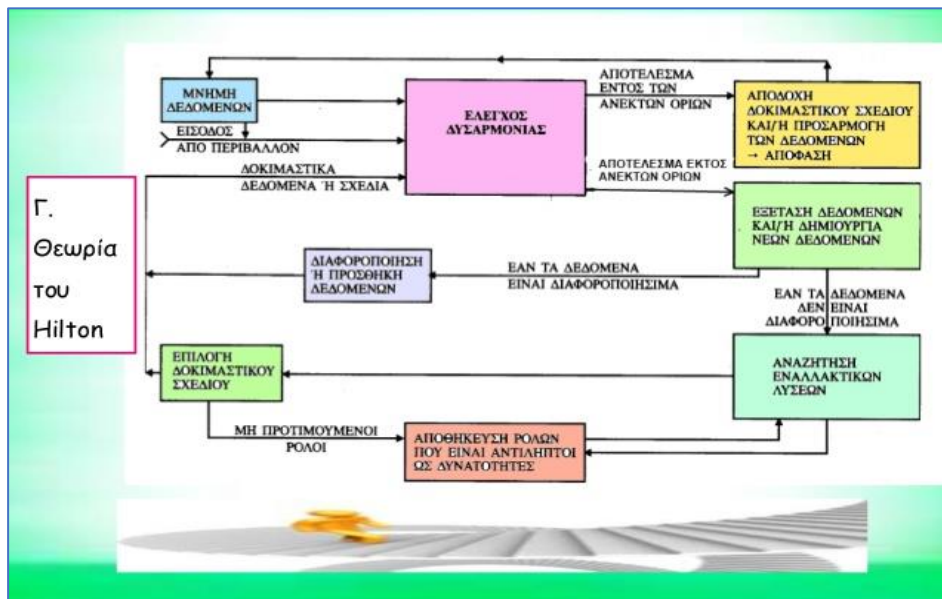 Γ.
Θεωρία
του
Hilton
ΜΝΗΜΗ
ΔΕΔΟΜΕΝΩΝ
ΕΙΣΟΔΟΣ
ΑΠΟ ΠΕΡΙΒΑΛΛΟΝ
ΔΟΚΙΜΑΣΤΙΚΑ
ΔΕΔΟΜΕΝΑ Ή ΣΧΕΔΙΑ
ΕΛΕΓΧΟΣ
ΔΥΣΑΡΜΟΝΙΑΣ
ΑΠΟΤΕΛΕΣΜΑ
ΕΝΤΟΣ ΤΩΝ
ΑΝΕΚΤΩΝ ΟΡΙΩΝ
ΑΠΟΔΟΧΗ
ΔΟΚΙΜΑΣΤΙΚΟΥ ΣΧΕΔΙΟΥ
ΚΑΙ/Ή ΠΡΟΣΑΡΜΟΓΗ
ΤΩΝ ΔΕΔΟΜΕΝΩΝ
→ ΑΠΟΦΑΣΗ
ΑΠΟΤΕΛΕΣΜΑ ΕΚΤΟΣ
ΑΝΕΚΤΩΝ ΟΡΙΩΝ
ΕΞΕΤΑΣΗ ΔΕΔΟΜΕΝΩΝ
ΚΑΙ/Ή ΔΗΜΙΟΥΡΓΙΑ
ΝΕΩΝ ΔΕΔΟΜΕΝΩΝ
ΔΙΑΦΟΡΟΠΟΙΗΣΗ
Ή ΠΡΟΣΘΗΚΗ
ΔΕΔΟΜΕΝΩΝ
ΕΑΝ ΤΑ ΔΕΔΟΜΕΝΑ
ΕΙΝΑΙ ΔΙΑΦΟΡΟΠΟΙΗΣΙΜΑ
ΕΑΝ ΤΑ ΔΕΔΟΜΕΝΑ
ΔΕΝ ΕΙΝΑΙ
ΔΙΑΦΟΡΟΠΟΙΗΣΙΜΑ
ΕΠΙΛΟΓΗ
ΔΟΚΙΜΑΣΤΙΚΟΥ
ΣΧΕΔΙΟΥ
ΑΝΑΖΗΤΗΣΗ
ΕΝΑΛΛΑΚΤΙΚΩΝ
ΛΥΣΕΩΝ
ΜΗ ΠΡΟΤΙΜΟΥΜΕΝΟΙ
ΡΟΛΟΙ
ΑΠΟΘΗΚΕΥΣΗ ΡΟΛΩΝ
ΠΟΥ ΕΙΝΑΙ ΑΝΤΙΛΗΠΤΟΙ
ΩΣ ΔΥΝΑΤΟΤΗΤΕΣ